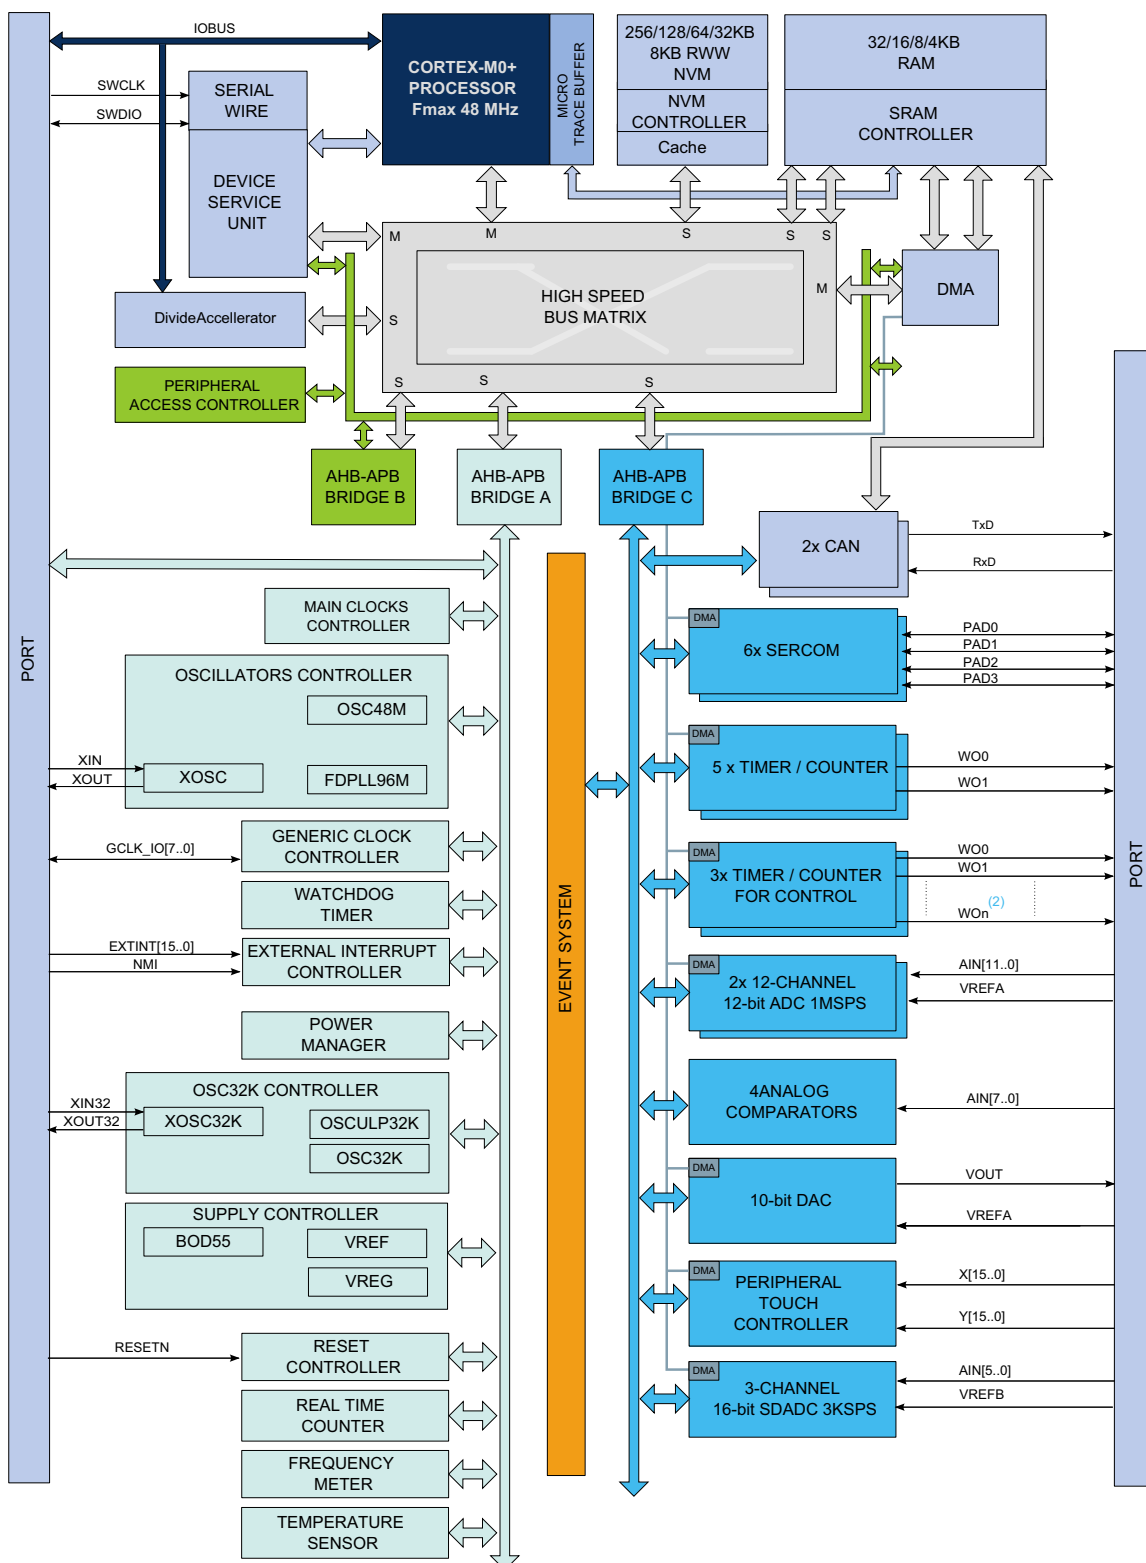 IOBUS
SWCLK
SWDIO
SERIAL
WIRE
DEVICE
SERVICE
UNIT
CORTEX-M0+
PROCESSOR
Fmax 48 MHz
MICRO
TRACE BUFFER
256/128/64/32KB
8KB RWW
NVM
NVM
CONTROLLER
Cache
32/16/8/4KB
RAM
SRAM
CONTROLLER
M
M
S
S
S
S
M
S
S
S
HIGH SPEED
BUS MATRIX
DMA
DivideAccellerator
PERIPHERAL
ACCESS CONTROLLER
AHB-APB
BRIDGE B
AHB-APB
BRIDGE A
AHB-APB
BRIDGE C
PORT
PORT
EVENT SYSTEM
MAIN CLOCKS
CONTROLLER
OSCILLATORS CONTROLLER
OSC48M
XOSC
FDPLL96M
XIN
XOUT
GCLK_IO[7..0]
GENERIC CLOCK
CONTROLLER
WATCHDOG
TIMER
EXTINT[15..0]
NMI
EXTERNAL INTERRUPT
CONTROLLER
POWER
MANAGER
OSC32K CONTROLLER
XIN32
XOUT32
XOSC32K
OSCULP32K
OSC32K
SUPPLY CONTROLLER
BOD55
VREF
VREG
RESETN
RESET
CONTROLLER
REAL TIME
COUNTER
FREQUENCY
METER
TEMPERATURE
SENSOR
2x CAN
TxD
RxD
DMA
6x SERCOM
PAD0
PAD1
PAD2
PAD3
DMA
5 x TIMER / COUNTER
WO0
WO1
DMA
3x TIMER / COUNTER
FOR CONTROL
WO0
WO1
(2)
WOn
DMA
2x 12-CHANNEL
12-bit ADC 1MSPS
AIN[11..0]
VREFA
4ANALOG
COMPARATORS
AIN[7..0]
DMA
10-bit DAC
VOUT
VREFA
DMA
PERIPHERAL
TOUCH
CONTROLLER
X[15..0]
Y[15..0]
DMA
3-CHANNEL
16-bit SDADC 3KSPS
AIN[5..0]
VREFB